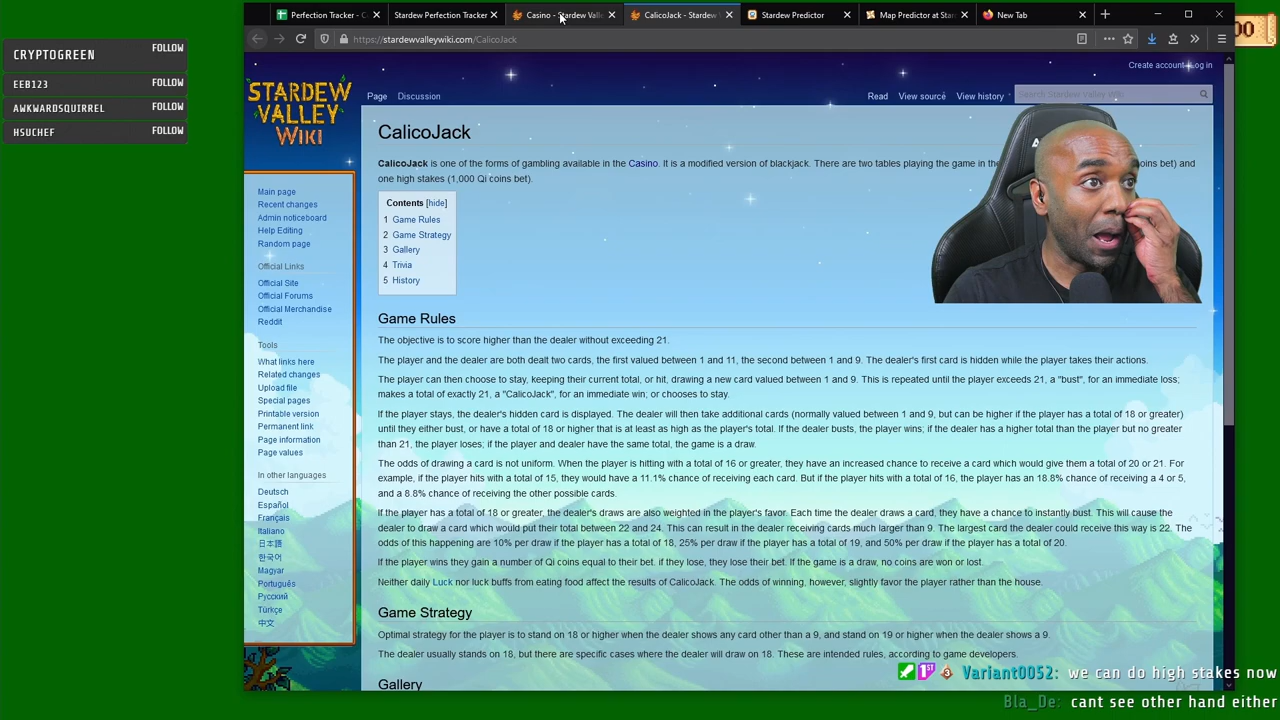 Perfection Tracker - C
Stardew Perfection Tracker
Casino - Stardew Vall
CalicoJack - Stardew V
Stardew Predictor
Map Predictor at Star
New Tab
https://stardewvalleywiki.com/CalicoJack
00
CRYPTOGREEN FOLLOW
EEB123 FOLLOW
AWKWARDSQUIRREL FOLLOW
HSUCHEF FOLLOW
STARDEW
VALLEY
WIKI
Create account Log in
Page Discussion Read View source View history Search Stardew Valley Wiki
Main page
Recent changes
Admin noticeboard
Help Editing
Random page
Official Links
Official Site
Official Forums
Official Merchandise
Reddit
Tools
What links here
Related changes
Upload file
Special pages
Printable version
Permanent link
Page information
Page values
In other languages
Deutsch
Español
Français
Italiano
日本語
한국어
Magyar
Português
Русский
Türkçe
中文
CalicoJack
CalicoJack is one of the forms of gambling available in the Casino. It is a modified version of blackjack. There are two tables playing the game in the oins bet) and
one high stakes (1,000 Qi coins bet).
Contents [hide]
1 Game Rules
2 Game Strategy
3 Gallery
4 Trivia
5 History
Game Rules
The objective is to score higher than the dealer without exceeding 21.
The player and the dealer are both dealt two cards, the first valued between 1 and 11, the second between 1 and 9. The dealer's first card is hidden while the player takes their actions.
The player can then choose to stay, keeping their current total, or hit, drawing a new card valued between 1 and 9. This is repeated until the player exceeds 21, a "bust", for an immediate loss;
makes a total of exactly 21, a "CalicoJack", for an immediate win; or chooses to stay.
If the player stays, the dealer's hidden card is displayed. The dealer will then take additional cards (normally valued between 1 and 9, but can be higher if the player has a total of 18 or greater)
until they either bust, or have a total of 18 or higher that is at least as high as the player's total. If the dealer busts, the player wins; if the dealer has a higher total than the player but no greater
than 21, the player loses; if the player and dealer have the same total, the game is a draw.
The odds of drawing a card is not uniform. When the player is hitting with a total of 16 or greater, they have an increased chance to receive a card which would give them a total of 20 or 21. For
example, if the player hits with a total of 15, they would have a 11.1% chance of receiving each card. But if the player hits with a total of 16, the player has an 18.8% chance of receiving a 4 or 5,
and a 8.8% chance of receiving the other possible cards.
If the player has a total of 18 or greater, the dealer's draws are also weighted in the player's favor. Each time the dealer draws a card, they have a chance to instantly bust. This will cause the
dealer to draw a card which would put their total between 22 and 24. This can result in the dealer receiving cards much larger than 9. The largest card the dealer could receive this way is 22. The
odds of this happening are 10% per draw if the player has a total of 18, 25% per draw if the player has a total of 19, and 50% per draw if the player has a total of 20.
If the player wins they gain a number of Qi coins equal to their bet. if they lose, they lose their bet. If the game is a draw, no coins are won or lost.
Neither daily Luck nor luck buffs from eating food affect the results of CalicoJack. The odds of winning, however, slightly favor the player rather than the house.
Game Strategy
Optimal strategy for the player is to stand on 18 or higher when the dealer shows any card other than a 9, and stand on 19 or higher when the dealer shows a 9.
The dealer usually stands on 18, but there are specific cases where the dealer will draw on 18. These are intended rules, according to game developers.
Gallery
1ST 3 Variant0052: we can do high stakes now
Bla_De: cant see other hand either